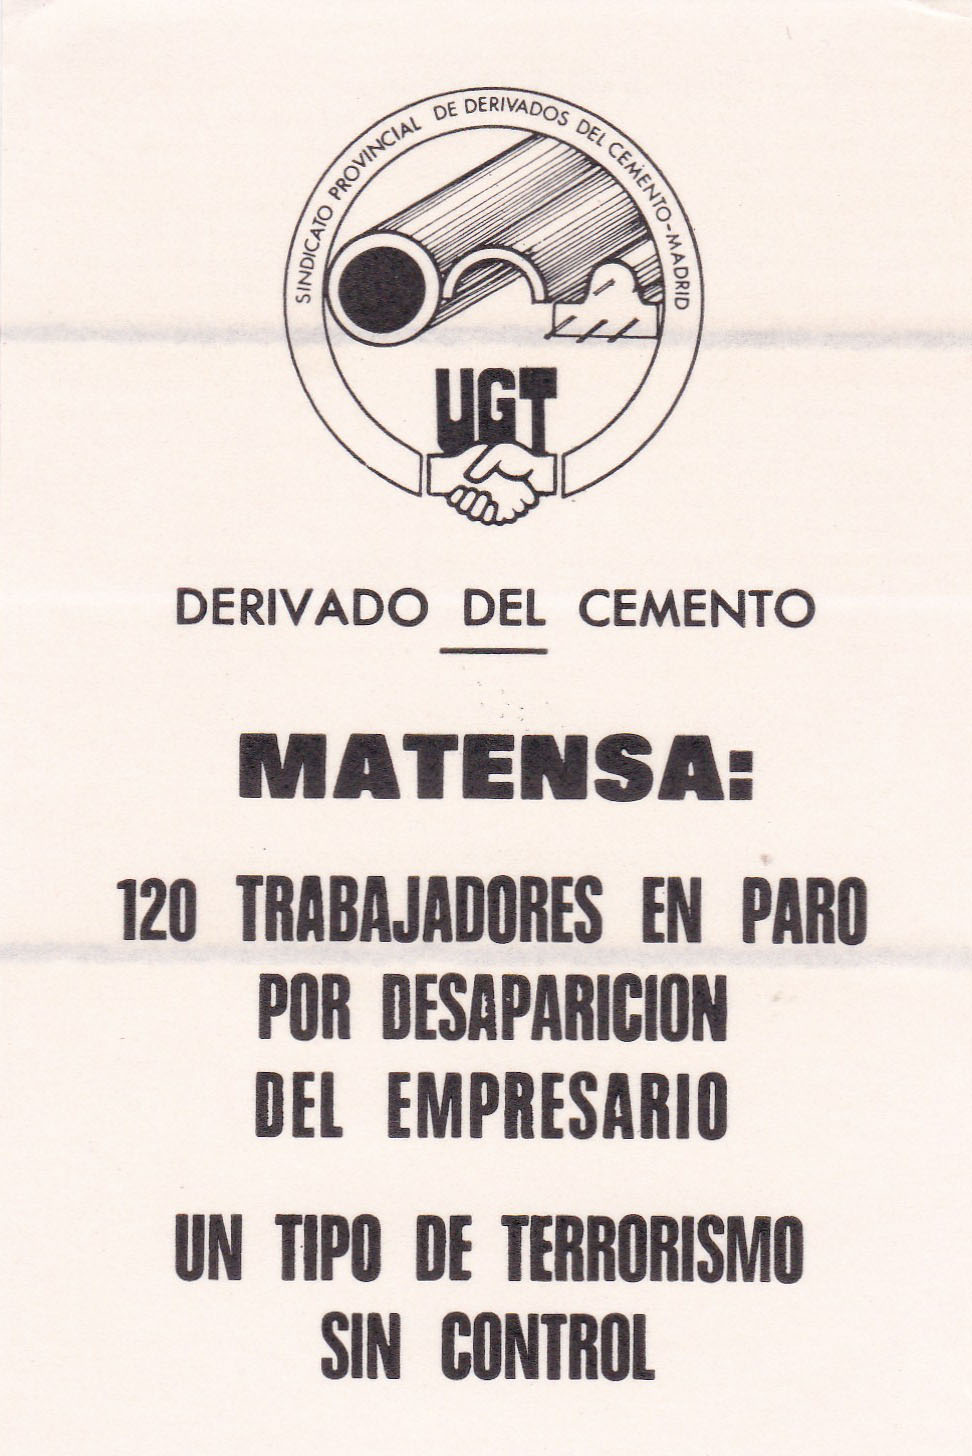 SINDICATO PROVINCIAL DE DERIVADOS DEL CEMENTO-MADRID
UGT
DERIVADO DEL CEMENTO
MATENSA:
120 TRABAJADORES EN PARO
POR DESAPARICION
DEL EMPRESARIO
UN TIPO DE TERRORISMO
SIN CONTROL